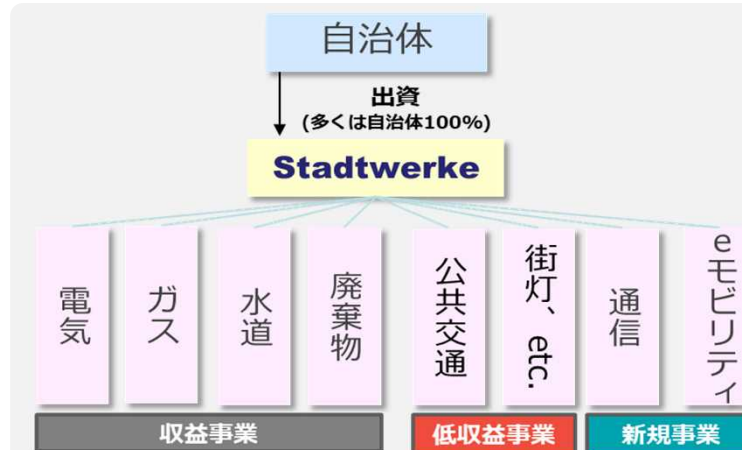 自治体
出資
(多くは自治体100%)
Stadtwerke
電気
ガス
水道
廃棄物
公共交通
街灯、etc.
通信
eモビリティ
収益事業
低収益事業
新規事業